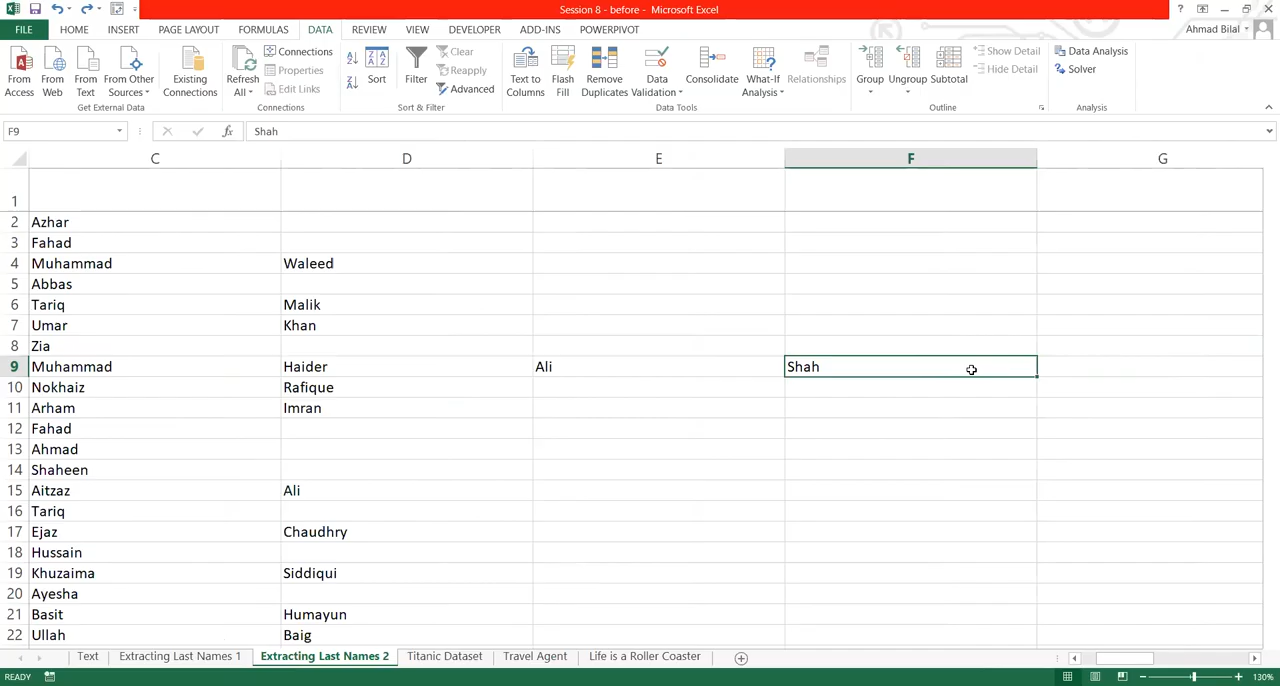 Session 8 - before - Microsoft Excel
FILE HOME INSERT PAGE LAYOUT FORMULAS DATA REVIEW VIEW DEVELOPER ADD-INS POWERPIVOT Ahmad Bilal
From Access
From Web
From Text
From Other Sources
Existing Connections
Refresh All
Connections
Properties
Edit Links
Sort
Filter
Clear
Reapply
Advanced
Text to Columns
Flash Fill
Remove Duplicates
Data Validation
Consolidate
What-If Analysis
Relationships
Group
Ungroup
Subtotal
Show Detail
Hide Detail
Data Analysis
Solver
Get External Data Connections Sort & Filter Data Tools Outline Analysis
F9 fx Shah
C D E F G
1
2 Azhar
3 Fahad
4 Muhammad Waleed
5 Abbas
6 Tariq Malik
7 Umar Khan
8 Zia
9 Muhammad Haider Ali Shah
10 Nokhaiz Rafique
11 Arham Imran
12 Fahad
13 Ahmad
14 Shaheen
15 Aitzaz Ali
16 Tariq
17 Ejaz Chaudhry
18 Hussain
19 Khuzaima Siddiqui
20 Ayesha
21 Basit Humayun
22 Ullah Baig
Text Extracting Last Names 1 Extracting Last Names 2 Titanic Dataset Travel Agent Life is a Roller Coaster
READY 130%